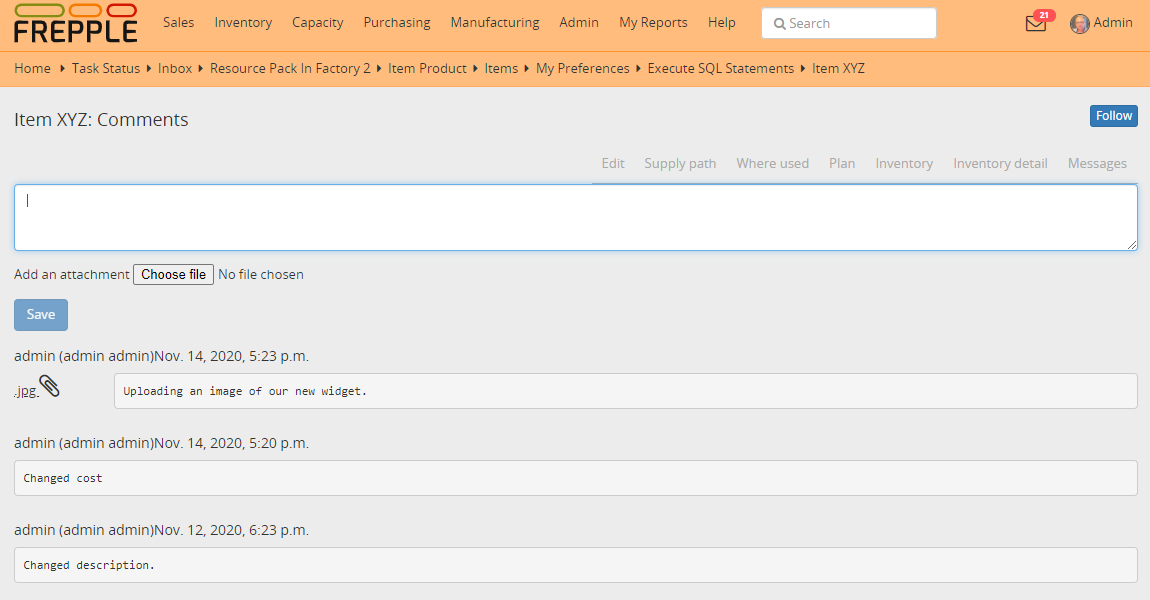 FREPPLE Sales Inventory Capacity Purchasing Manufacturing Admin My Reports Help Search 21 Admin
Home Task Status Inbox Resource Pack In Factory 2 Item Product Items My Preferences Execute SQL Statements Item XYZ
Item XYZ: Comments Follow
Edit Supply path Where used Plan Inventory Inventory detail Messages
Add an attachment Choose file No file chosen
Save
admin (admin admin)Nov. 14, 2020, 5:23 p.m.
.jpg Uploading an image of our new widget.
admin (admin admin)Nov. 14, 2020, 5:20 p.m.
Changed cost
admin (admin admin)Nov. 12, 2020, 6:23 p.m.
Changed description.